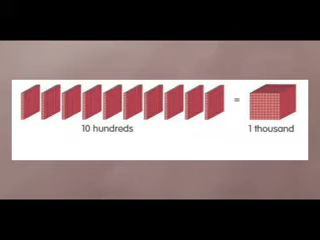 =
10 hundreds
1 thousand